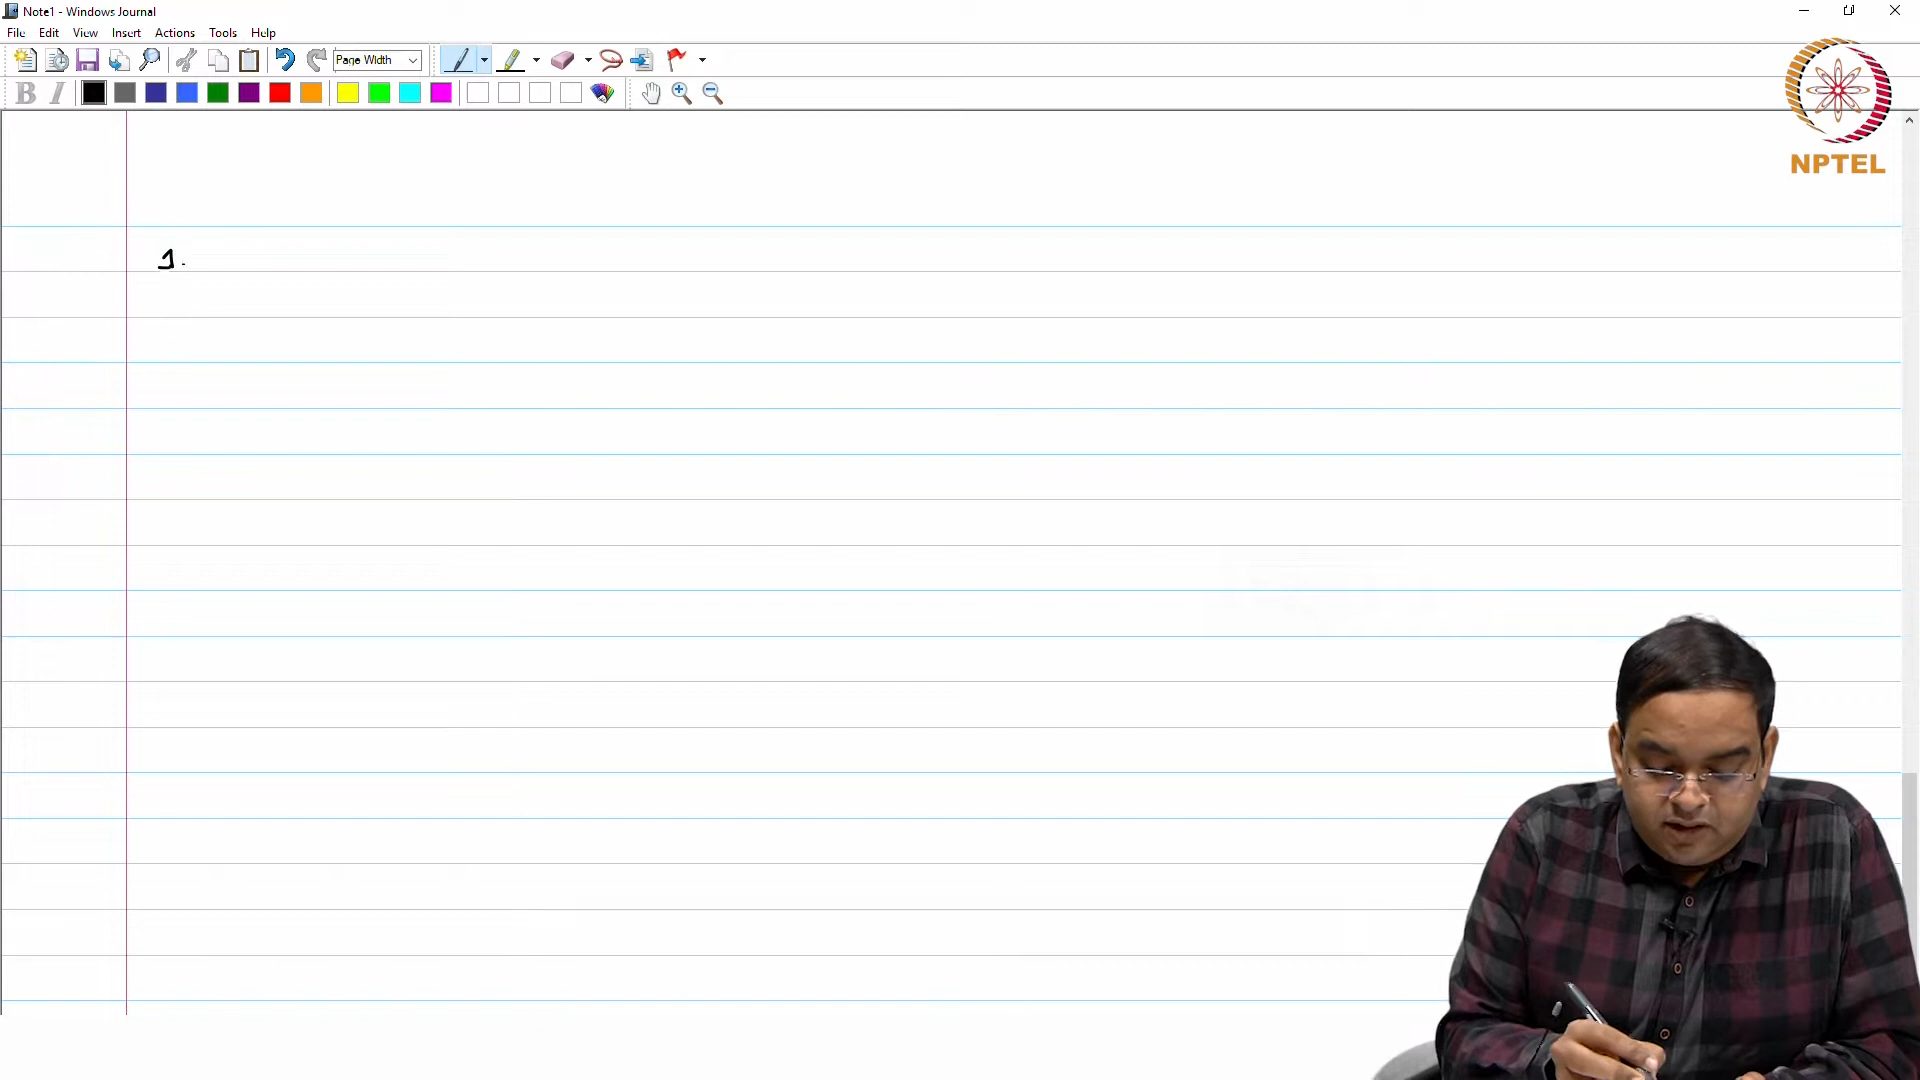 Note1 - Windows Journal
File Edit View Insert Actions Tools Help
Page Width
B I
NPTEL
1.